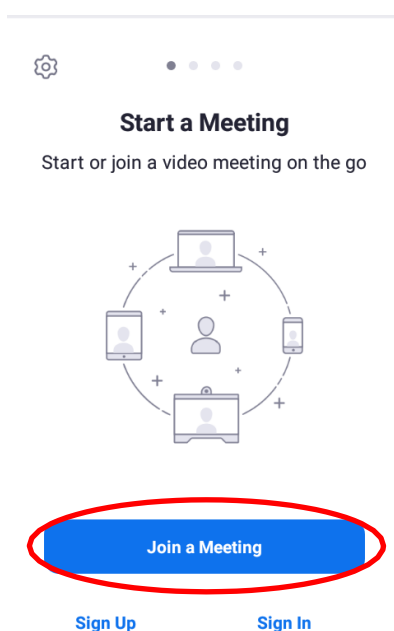 Start a Meeting
Start or join a video meeting on the go
Join a Meeting
Sign Up
Sign In